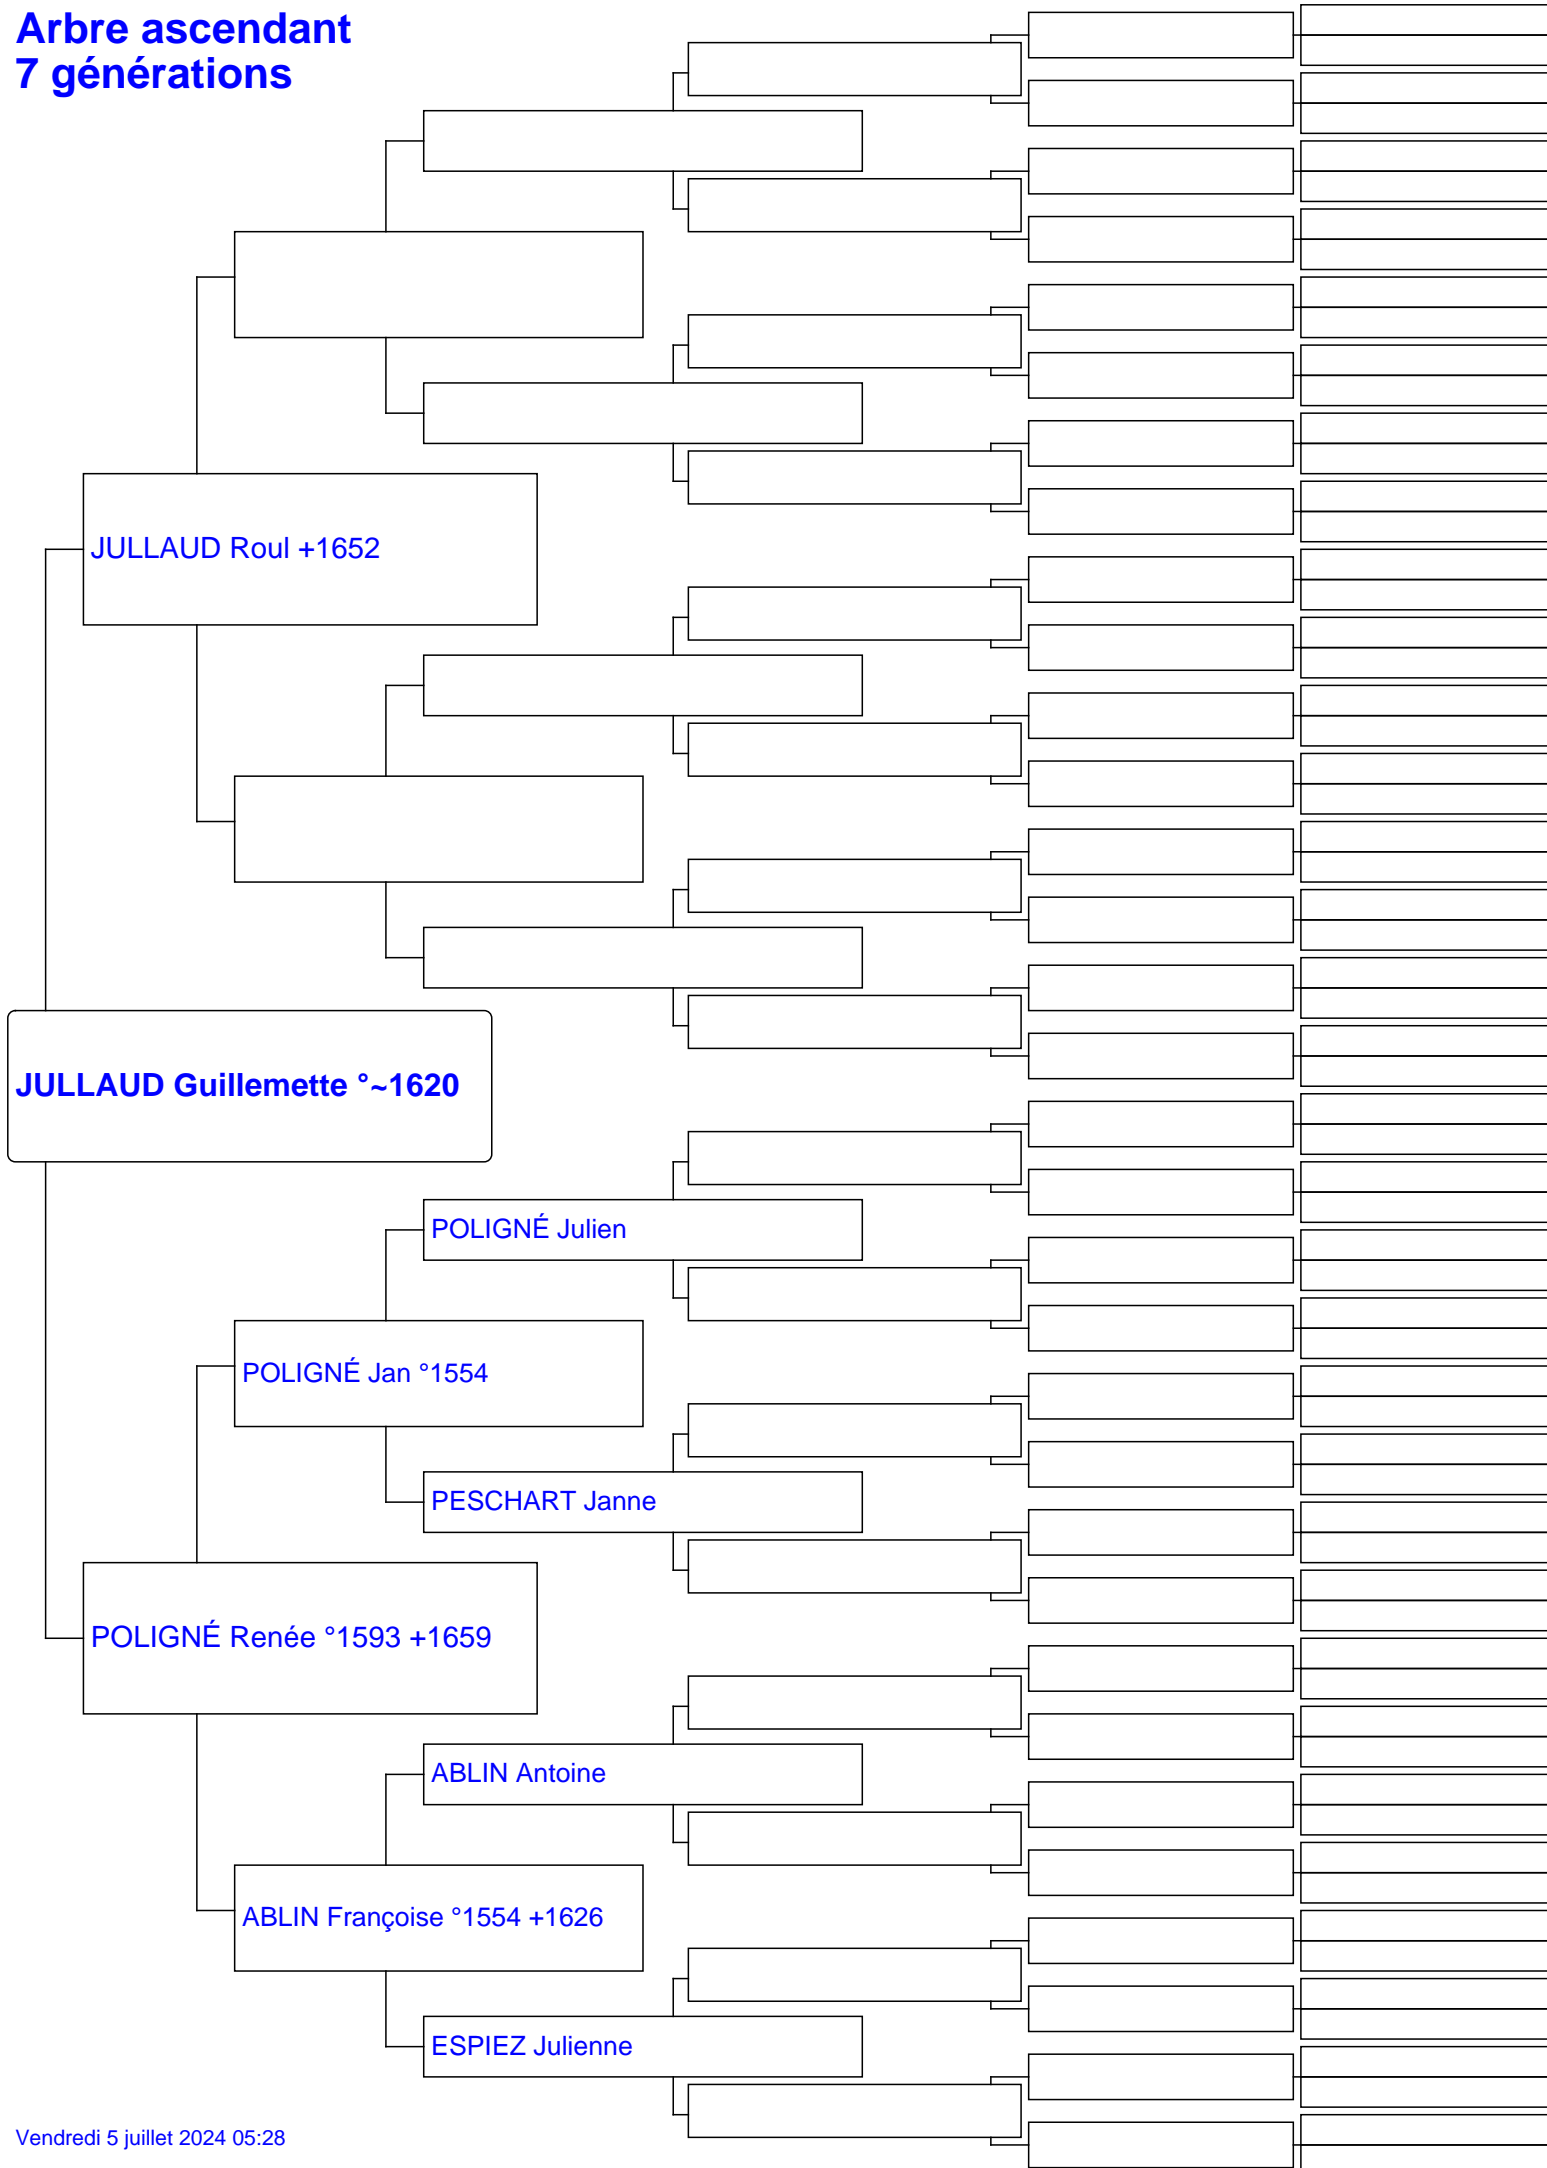 Arbre ascendant
7 générations
JULLAUD Roul +1652
JULLAUD Guillemette °~1620
POLIGNÉ Julien
POLIGNÉ Jan °1554
PESCHART Janne
POLIGNÉ Renée °1593 +1659
ABLIN Antoine
ABLIN Françoise °1554 +1626
ESPIEZ Julienne
Vendredi 5 juillet 2024 05:28